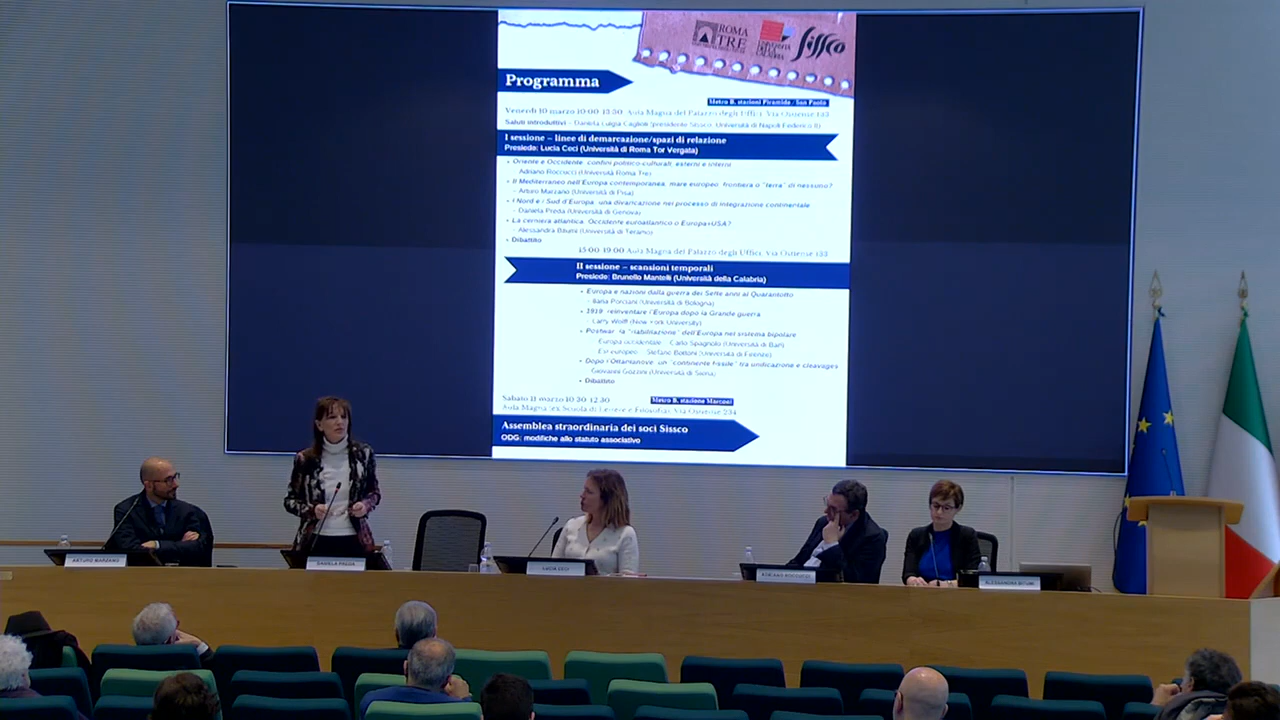 ROMA
TRE
Sissco
Programma
Metro B, stazioni Piramide / San Paolo
Venerdì 10 marzo 10:00-13:30 Aula Magna del Palazzo degli Uffici, Via Ostiense 133
Saluti introduttivi – Daniela Luigia Caglioti (presidente Sissco, Università di Napoli Federico II)
I sessione – linee di demarcazione/spazi di relazione
Presiede: Lucia Ceci (Università di Roma Tor Vergata)
• Oriente e Occidente: confini politico-culturali, esterni e interni
Adriano Roccucci (Università Roma Tre)
• Il Mediterraneo nell'Europa contemporanea: mare europeo, frontiera o "terra" di nessuno?
– Arturo Marzano (Università di Pisa)
• I Nord e i Sud d'Europa: una divaricazione nel processo di integrazione continentale
– Daniela Preda (Università di Genova)
• La cerniera atlantica: Occidente euroatlantico o Europa+USA?
– Alessandra Bitumi (Università di Teramo)
• Dibattito
15:00-19:00 Aula Magna del Palazzo degli Uffici, Via Ostiense 133
II sessione – scansioni temporali
Presiede: Brunello Mantelli (Università della Calabria)
• Europa e nazioni dalla guerra dei Sette anni al Quarantotto
– Ilaria Porciani (Università di Bologna)
• 1919: reinventare l'Europa dopo la Grande guerra
– Larry Wolff (New York University)
• Postwar: la "riabilitazione" dell'Europa nel sistema bipolare
Europa occidentale – Carlo Spagnolo (Università di Bari)
Est europeo – Stefano Bottoni (Università di Firenze)
• Dopo l'Ottantanove: un "continente fissile" tra unificazione e cleavages
Giovanni Gozzini (Università di Siena)
• Dibattito
Sabato 11 marzo 10:30-12:30
Metro B, stazione Marconi
Aula Magna ex Scuola di Lettere e Filosofia, Via Ostiense 234
Assemblea straordinaria dei soci Sissco
ODG: modifiche allo statuto associativo
ARTURO MARZANO
DANIELA PREDA
LUCIA CECI
ADRIANO ROCCUCCI
ALESSANDRA BITUMI